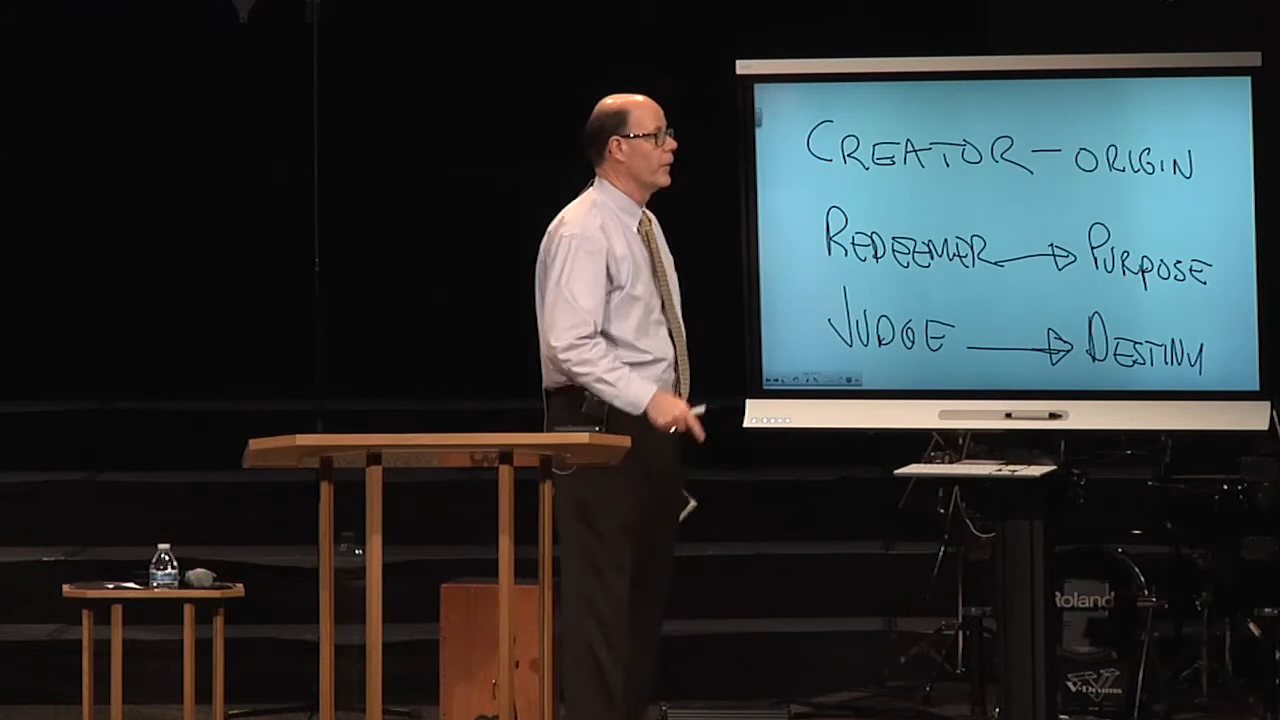 CREATOR – ORIGIN
REDEEMER → PURPOSE
JUDGE → DESTINY
Roland
V-Drums